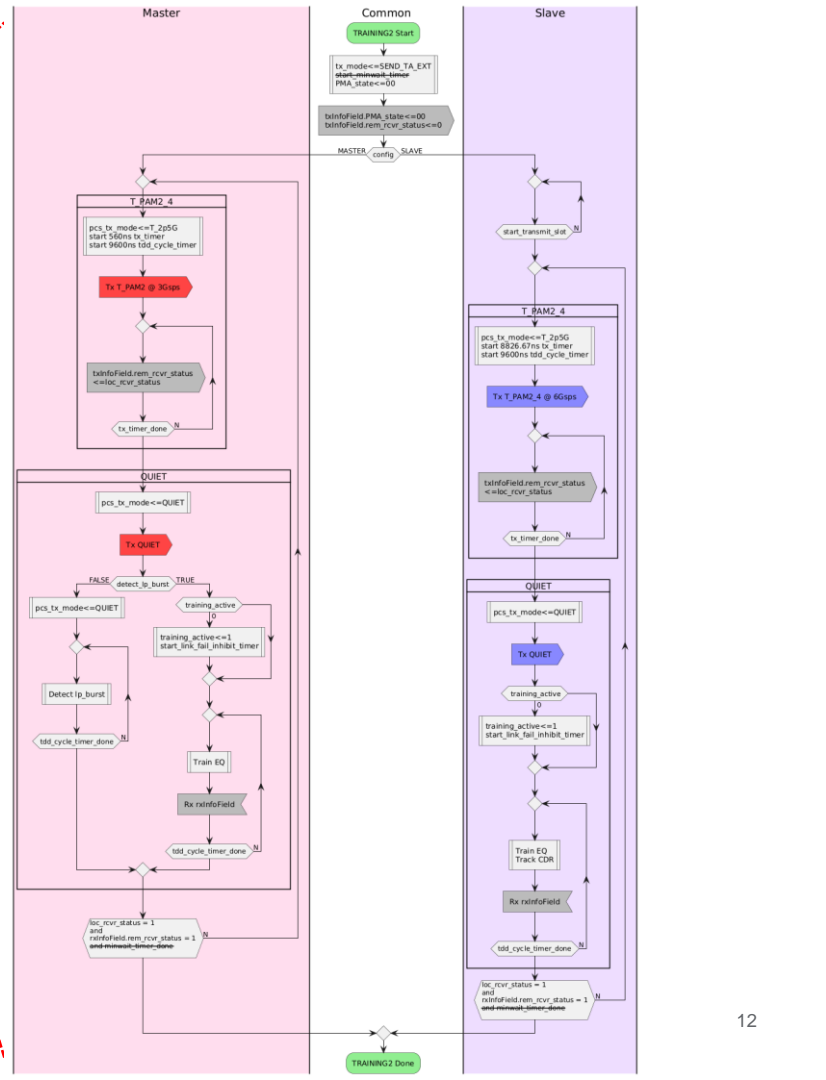 Master
Common
Slave
TRAINING2 Start
tx_mode<=SEND_TA_EXT
start_minwait_timer
PMA_state<=00
txInfoField.PMA_state<=00
txInfoField.rem_rcvr_status<=0
MASTER
config
SLAVE
T_PAM2_4
pcs_tx_mode<=T_2p5G
start 560ns tx_timer
start 9600ns tdd_cycle_timer
Tx T_PAM2 @ 3Gsps
txInfoField.rem_rcvr_status
<=loc_rcvr_status
tx_timer_done
N
QUIET
pcs_tx_mode<=QUIET
Tx QUIET
FALSE
detect_lp_burst
TRUE
pcs_tx_mode<=QUIET
Detect lp_burst
tdd_cycle_timer_done
N
training_active
0
training_active<=1
start_link_fail_inhibit_timer
Train EQ
Rx rxInfoField
tdd_cycle_timer_done
N
loc_rcvr_status = 1
and
rxInfoField.rem_rcvr_status = 1
and minwait_timer_done
N
start_transmit_slot
N
T_PAM2_4
pcs_tx_mode<=T_2p5G
start 8826.67ns tx_timer
start 9600ns tdd_cycle_timer
Tx T_PAM2_4 @ 6Gsps
txInfoField.rem_rcvr_status
<=loc_rcvr_status
tx_timer_done
N
QUIET
pcs_tx_mode<=QUIET
Tx QUIET
training_active
0
training_active<=1
start_link_fail_inhibit_timer
Train EQ
Track CDR
Rx rxInfoField
tdd_cycle_timer_done
N
loc_rcvr_status = 1
and
rxInfoField.rem_rcvr_status = 1
and minwait_timer_done
N
TRAINING2 Done
12